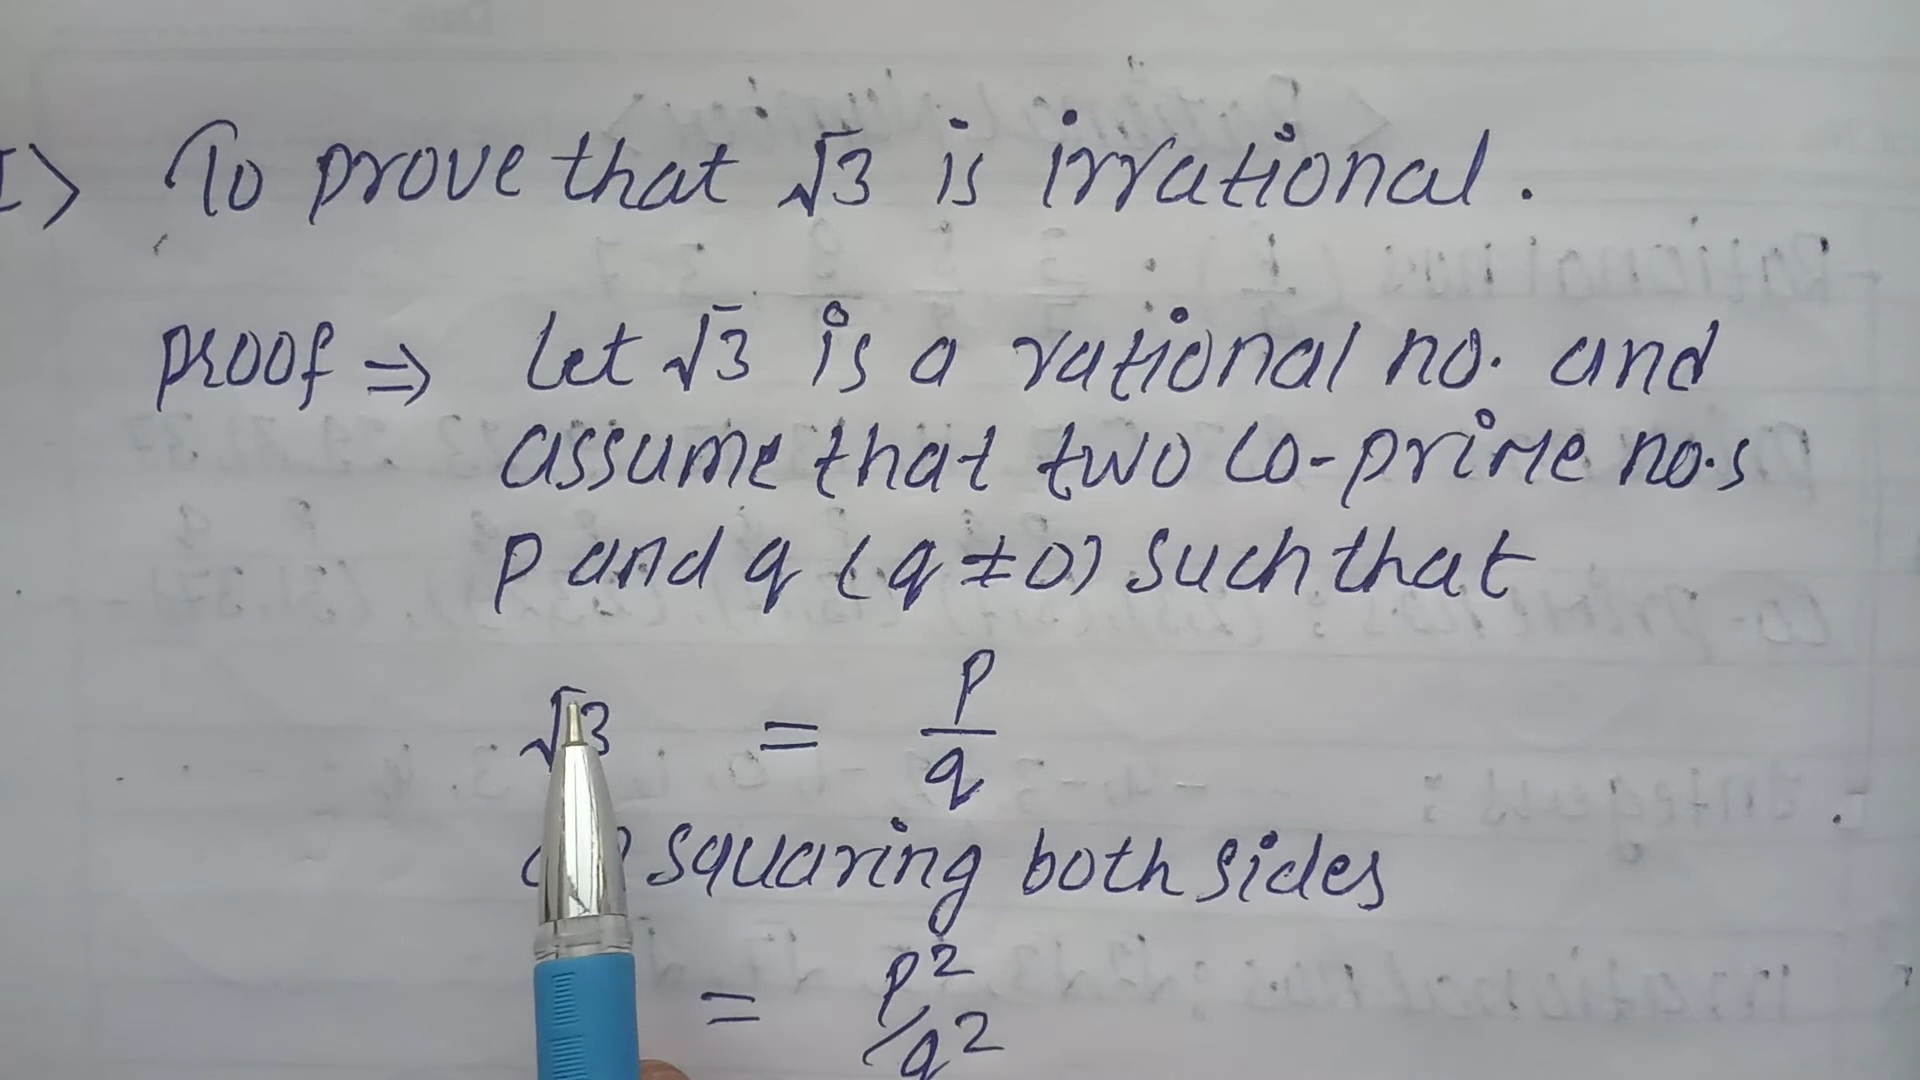 I> To prove that √3 is irrational.
proof ⇒ Let √3 is a rational no. and
assume that two co-prime no.s
p and q (q ≠ 0) such that
√3 = p/q
squaring both sides
= p²/q²